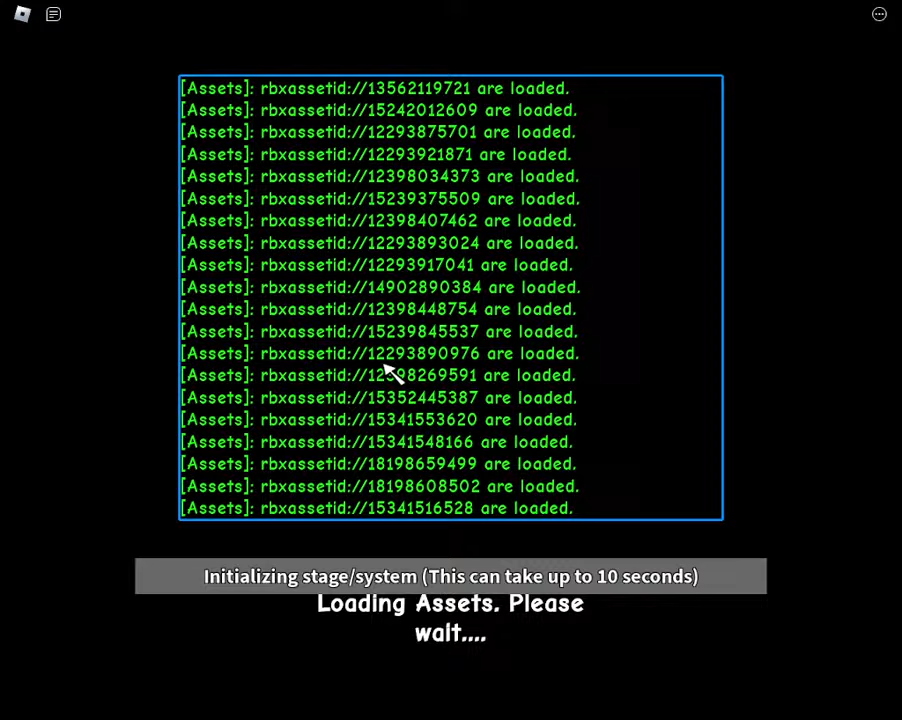 [Assets]: rbxassetid://13562119721 are loaded.
[Assets]: rbxassetid://15242012609 are loaded.
[Assets]: rbxassetid://12293875701 are loaded.
[Assets]: rbxassetid://12293921871 are loaded.
[Assets]: rbxassetid://12398034373 are loaded.
[Assets]: rbxassetid://15239375509 are loaded.
[Assets]: rbxassetid://12398407462 are loaded.
[Assets]: rbxassetid://12293893024 are loaded.
[Assets]: rbxassetid://12293917041 are loaded.
[Assets]: rbxassetid://14902890384 are loaded.
[Assets]: rbxassetid://12398448754 are loaded.
[Assets]: rbxassetid://15239845537 are loaded.
[Assets]: rbxassetid://12293890976 are loaded.
[Assets]: rbxassetid://12398269591 are loaded.
[Assets]: rbxassetid://15352445387 are loaded.
[Assets]: rbxassetid://15341553620 are loaded.
[Assets]: rbxassetid://15341548166 are loaded.
[Assets]: rbxassetid://18198659499 are loaded.
[Assets]: rbxassetid://18198608502 are loaded.
[Assets]: rbxassetid://15341516528 are loaded.
Initializing stage/system (This can take up to 10 seconds)
Loading Assets. Please
wait....